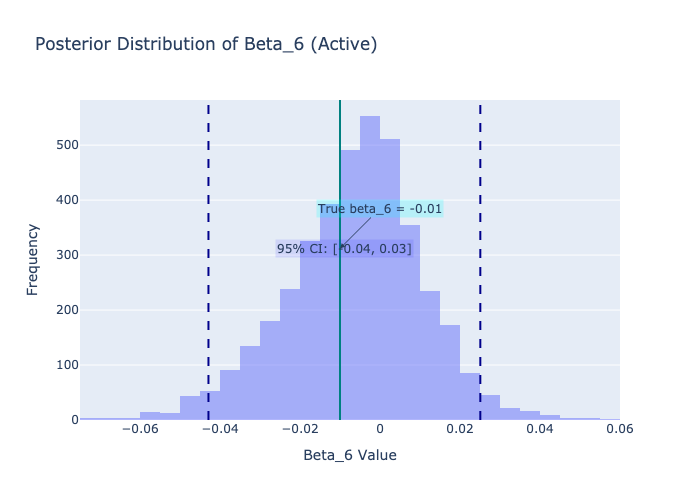 Posterior Distribution of Beta_6 (Active)
500
400
300
200
100
0
Frequency
True beta_6 = -0.01
95% CI: [-0.04, 0.03]
−0.06
−0.04
−0.02
0
0.02
0.04
0.06
Beta_6 Value